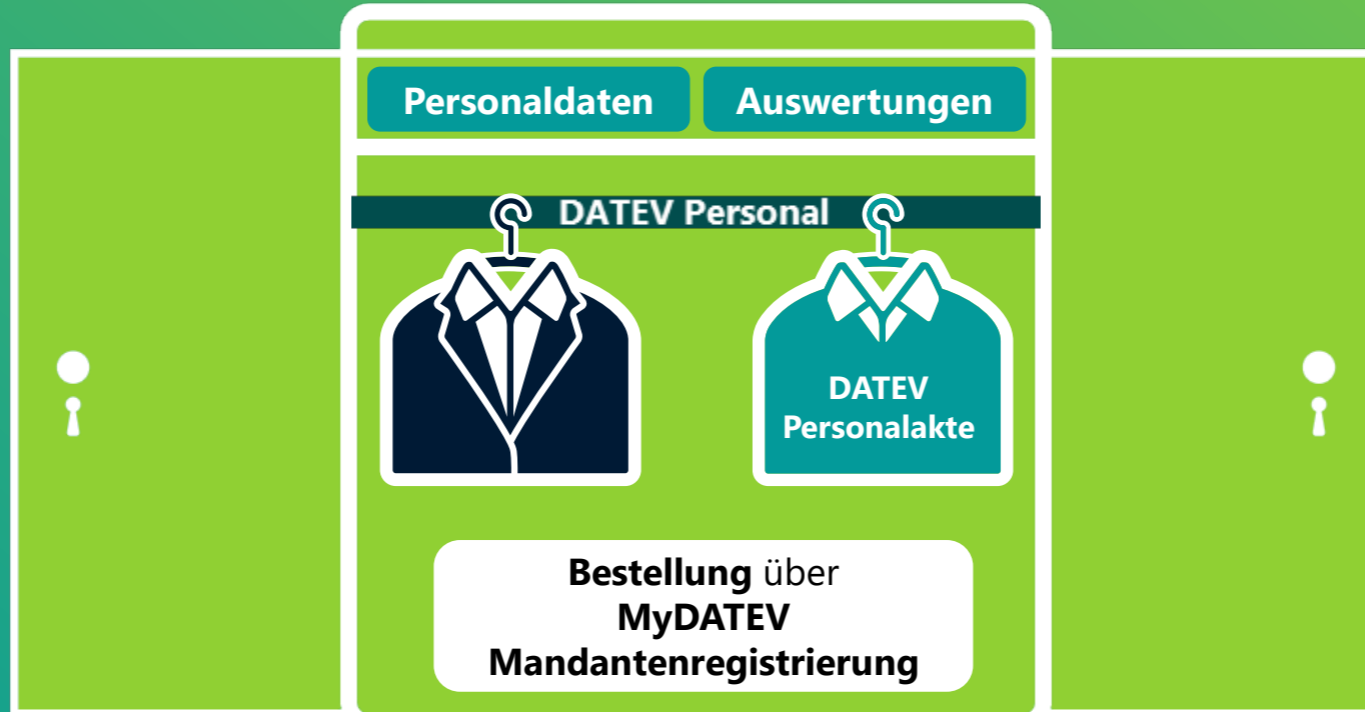 Personaldaten Auswertungen
DATEV Personal
DATEV
Personalakte
Bestellung über
MyDATEV
Mandantenregistrierung